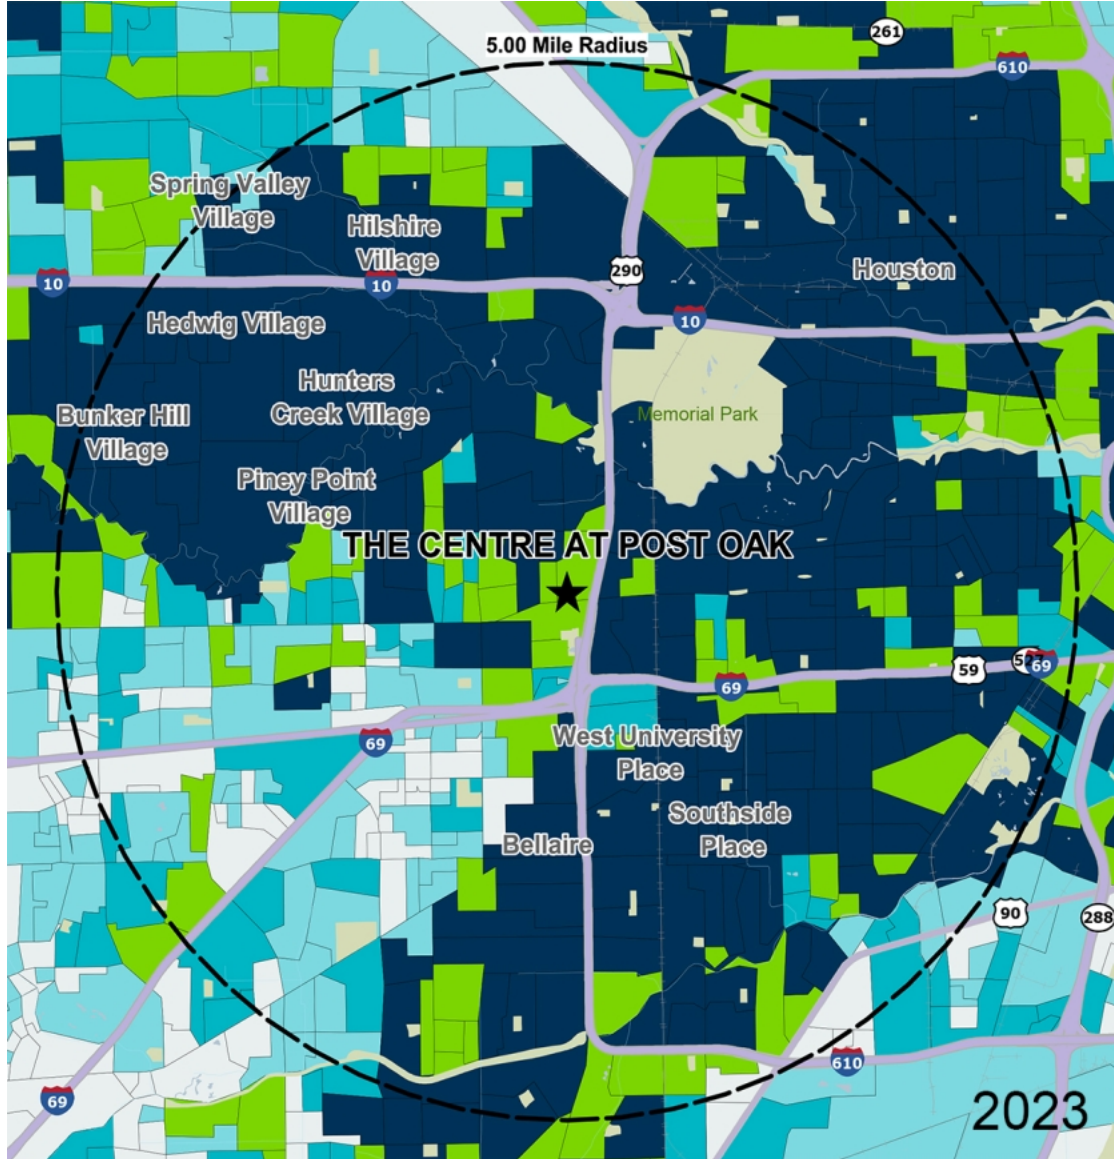 261
5.00 Mile Radius
610
Spring Valley
Village
Hilshire
Village
290
Houston
10
10
10
Hedwig Village
Hunters
Creek Village
Bunker Hill
Village
Memorial Park
Piney Point
Village
THE CENTRE AT POST OAK
59
69
69
69
West University
Place
Southside
Place
Bellaire
90
288
610
69
2023